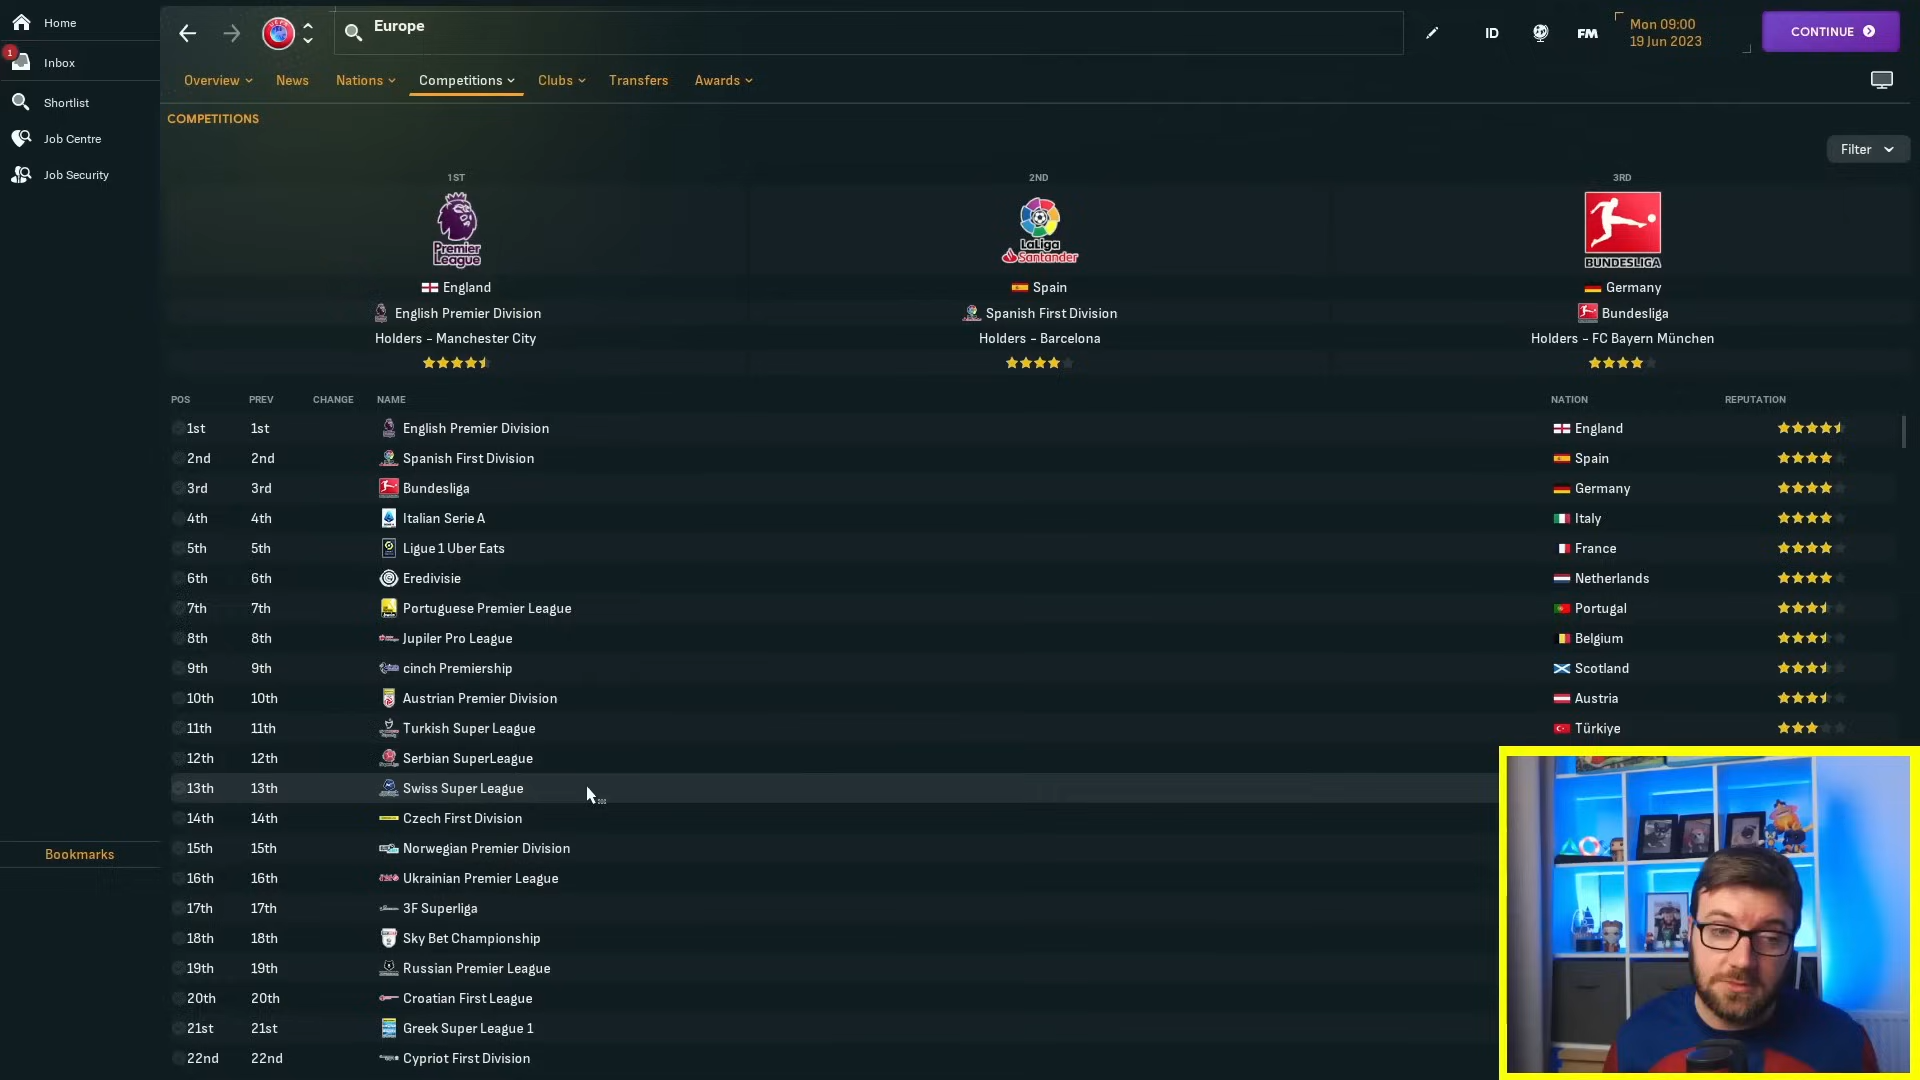 Home
1
Inbox
Shortlist
Job Centre
Job Security
Bookmarks
Europe
ID
FM
Mon 09:00
19 Jun 2023
CONTINUE
Overview News Nations Competitions Clubs Transfers Awards
COMPETITIONS
Filter
1ST
Premier
League
England
English Premier Division
Holders - Manchester City
2ND
LaLiga
Santander
Spain
Spanish First Division
Holders - Barcelona
3RD
BUNDESLIGA
Germany
Bundesliga
Holders - FC Bayern München
POS PREV CHANGE NAME NATION REPUTATION
1st 1st English Premier Division England
2nd 2nd Spanish First Division Spain
3rd 3rd Bundesliga Germany
4th 4th Italian Serie A Italy
5th 5th Ligue 1 Uber Eats France
6th 6th Eredivisie Netherlands
7th 7th Portuguese Premier League Portugal
8th 8th Jupiler Pro League Belgium
9th 9th cinch Premiership Scotland
10th 10th Austrian Premier Division Austria
11th 11th Turkish Super League Türkiye
12th 12th Serbian SuperLeague
13th 13th Swiss Super League
14th 14th Czech First Division
15th 15th Norwegian Premier Division
16th 16th Ukrainian Premier League
17th 17th 3F Superliga
18th 18th Sky Bet Championship
19th 19th Russian Premier League
20th 20th Croatian First League
21st 21st Greek Super League 1
22nd 22nd Cypriot First Division